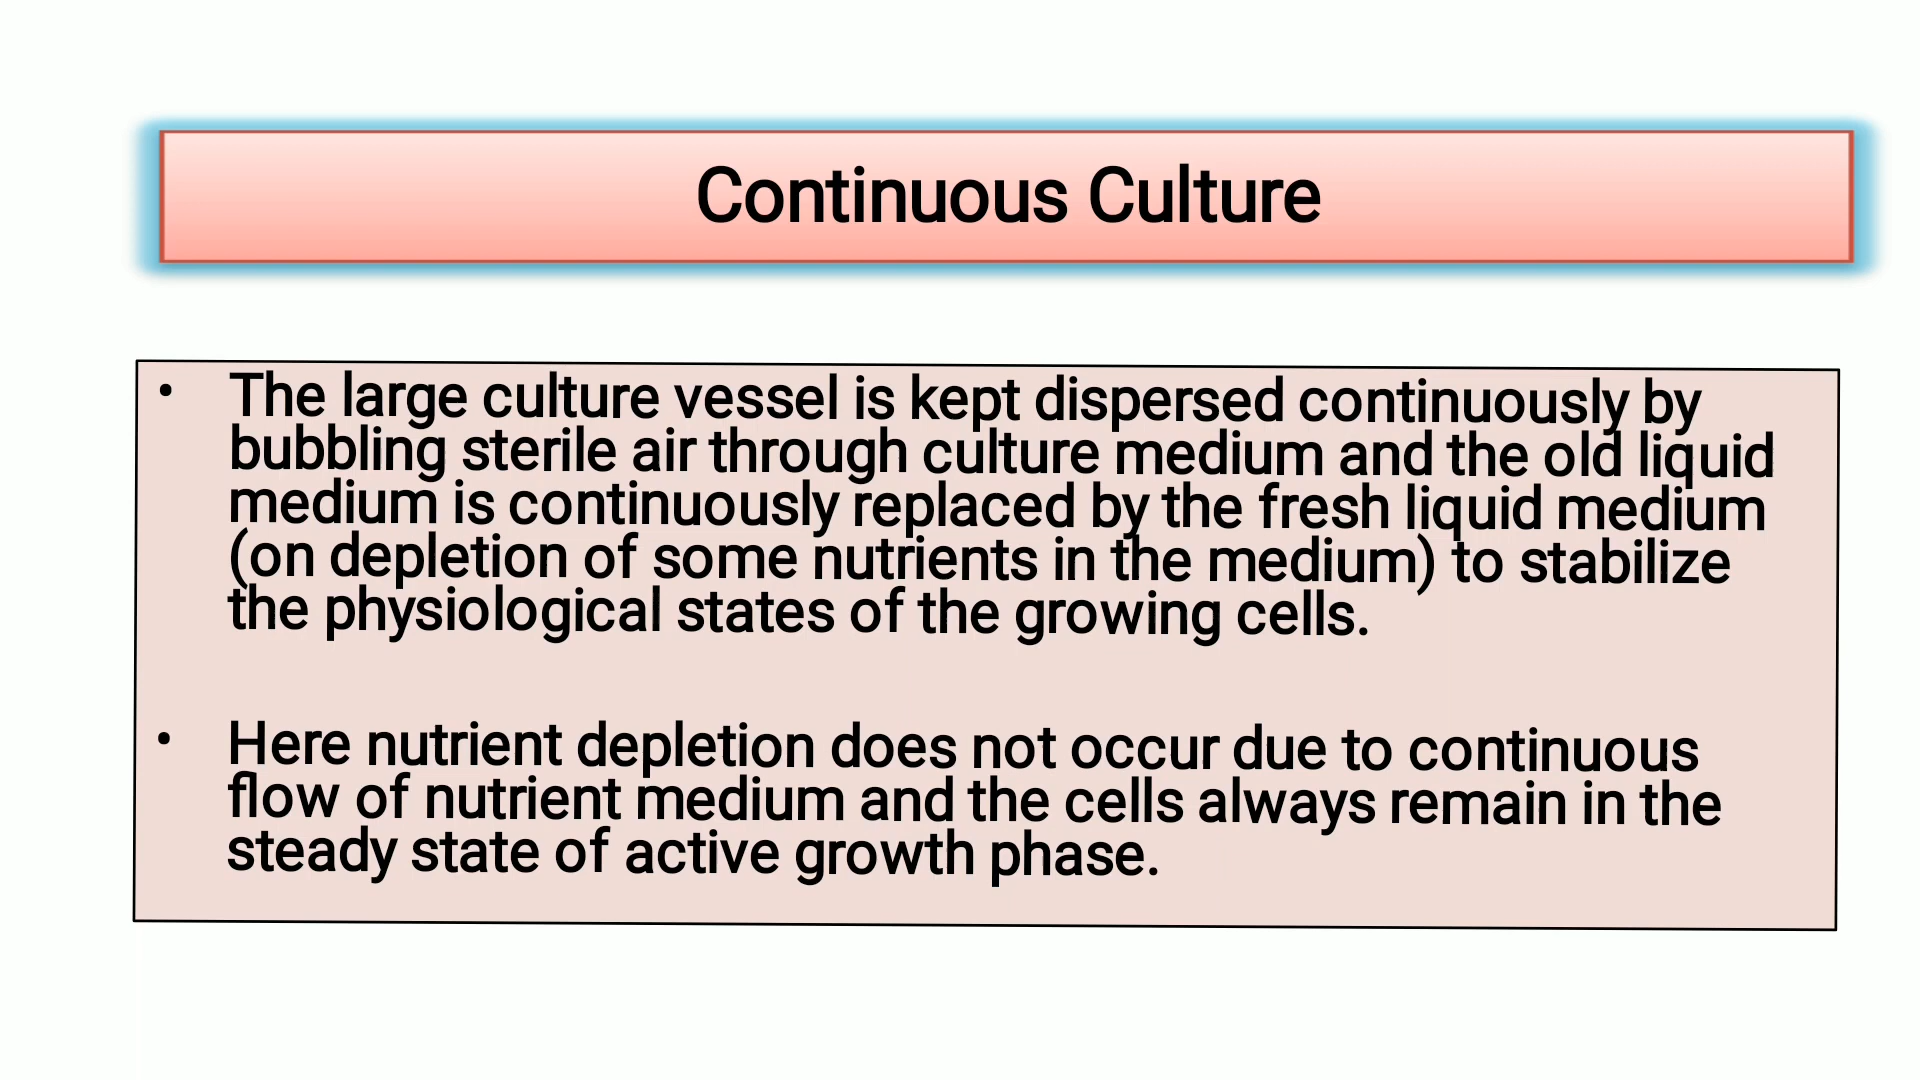 Continuous Culture
• The large culture vessel is kept dispersed continuously by
bubbling sterile air through culture medium and the old liquid
medium is continuously replaced by the fresh liquid medium
(on depletion of some nutrients in the medium) to stabilize
the physiological states of the growing cells.
• Here nutrient depletion does not occur due to continuous
flow of nutrient medium and the cells always remain in the
steady state of active growth phase.